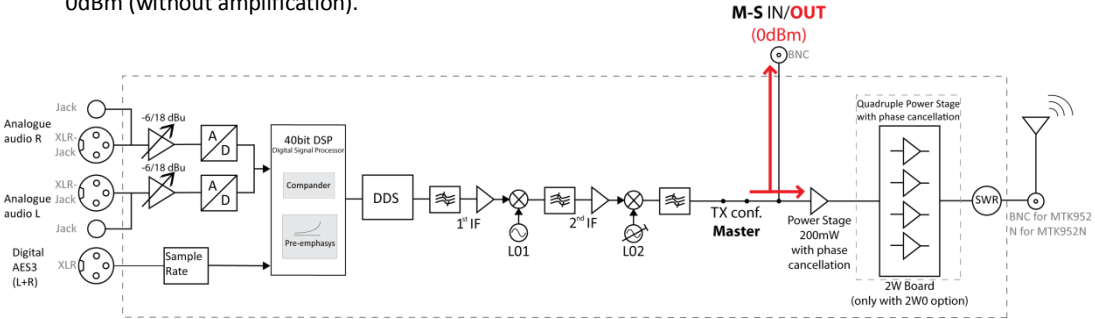 0dBm (without amplification).
M-S IN/OUT
(0dBm)
BNC
Jack
Analogue
audio R
XLR-
Jack
-6/18 dBu
A
D
XLR-
Jack
Analogue
audio L
Jack
-6/18 dBu
A
D
Digital
AES3
(L+R)
XLR
Sample
Rate
40bit DSP
Digital Signal Processor
Compander
Pre-emphasys
DDS
1st IF
L01
2nd IF
L02
TX conf.
Master
Power Stage
200mW
with phase
cancellation
Quadruple Power Stage
with phase cancellation
2W Board
(only with 2W0 option)
SWR
BNC for MTK952
N for MTK952N